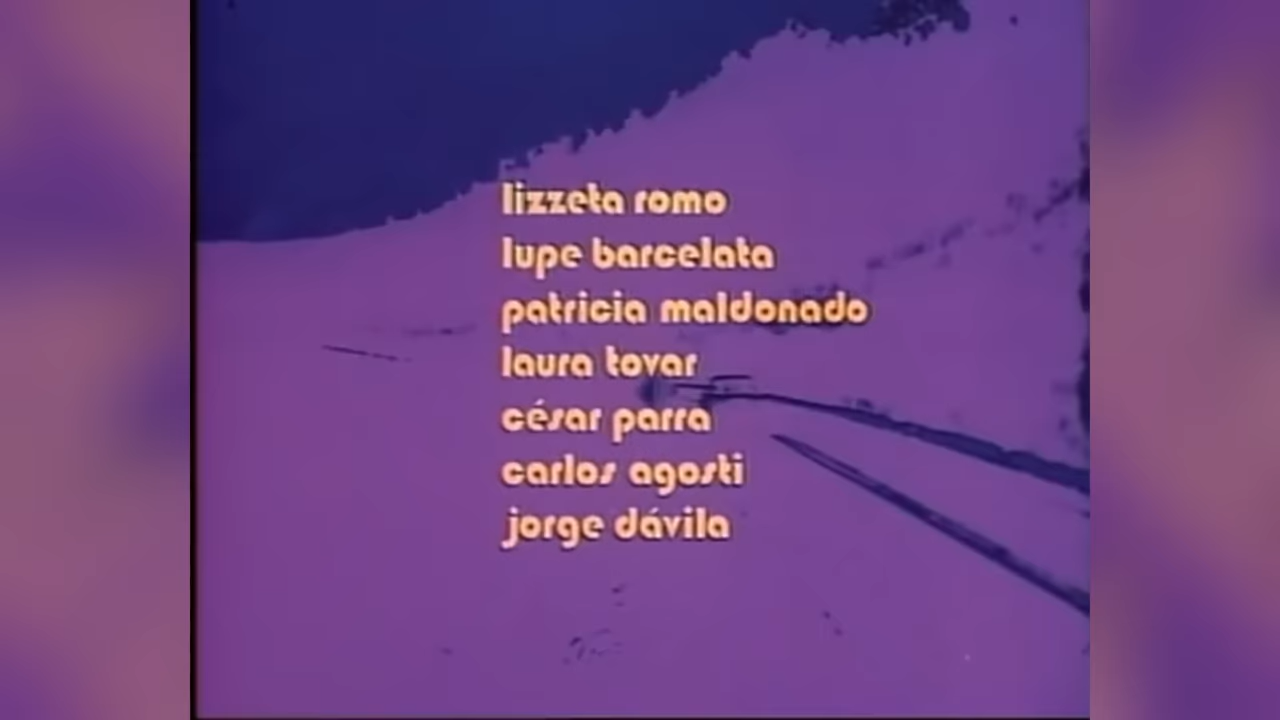 lizzeta romo
lupe barcelata
patricia maldonado
laura tovar
césar parra
carlos agosti
jorge dávila